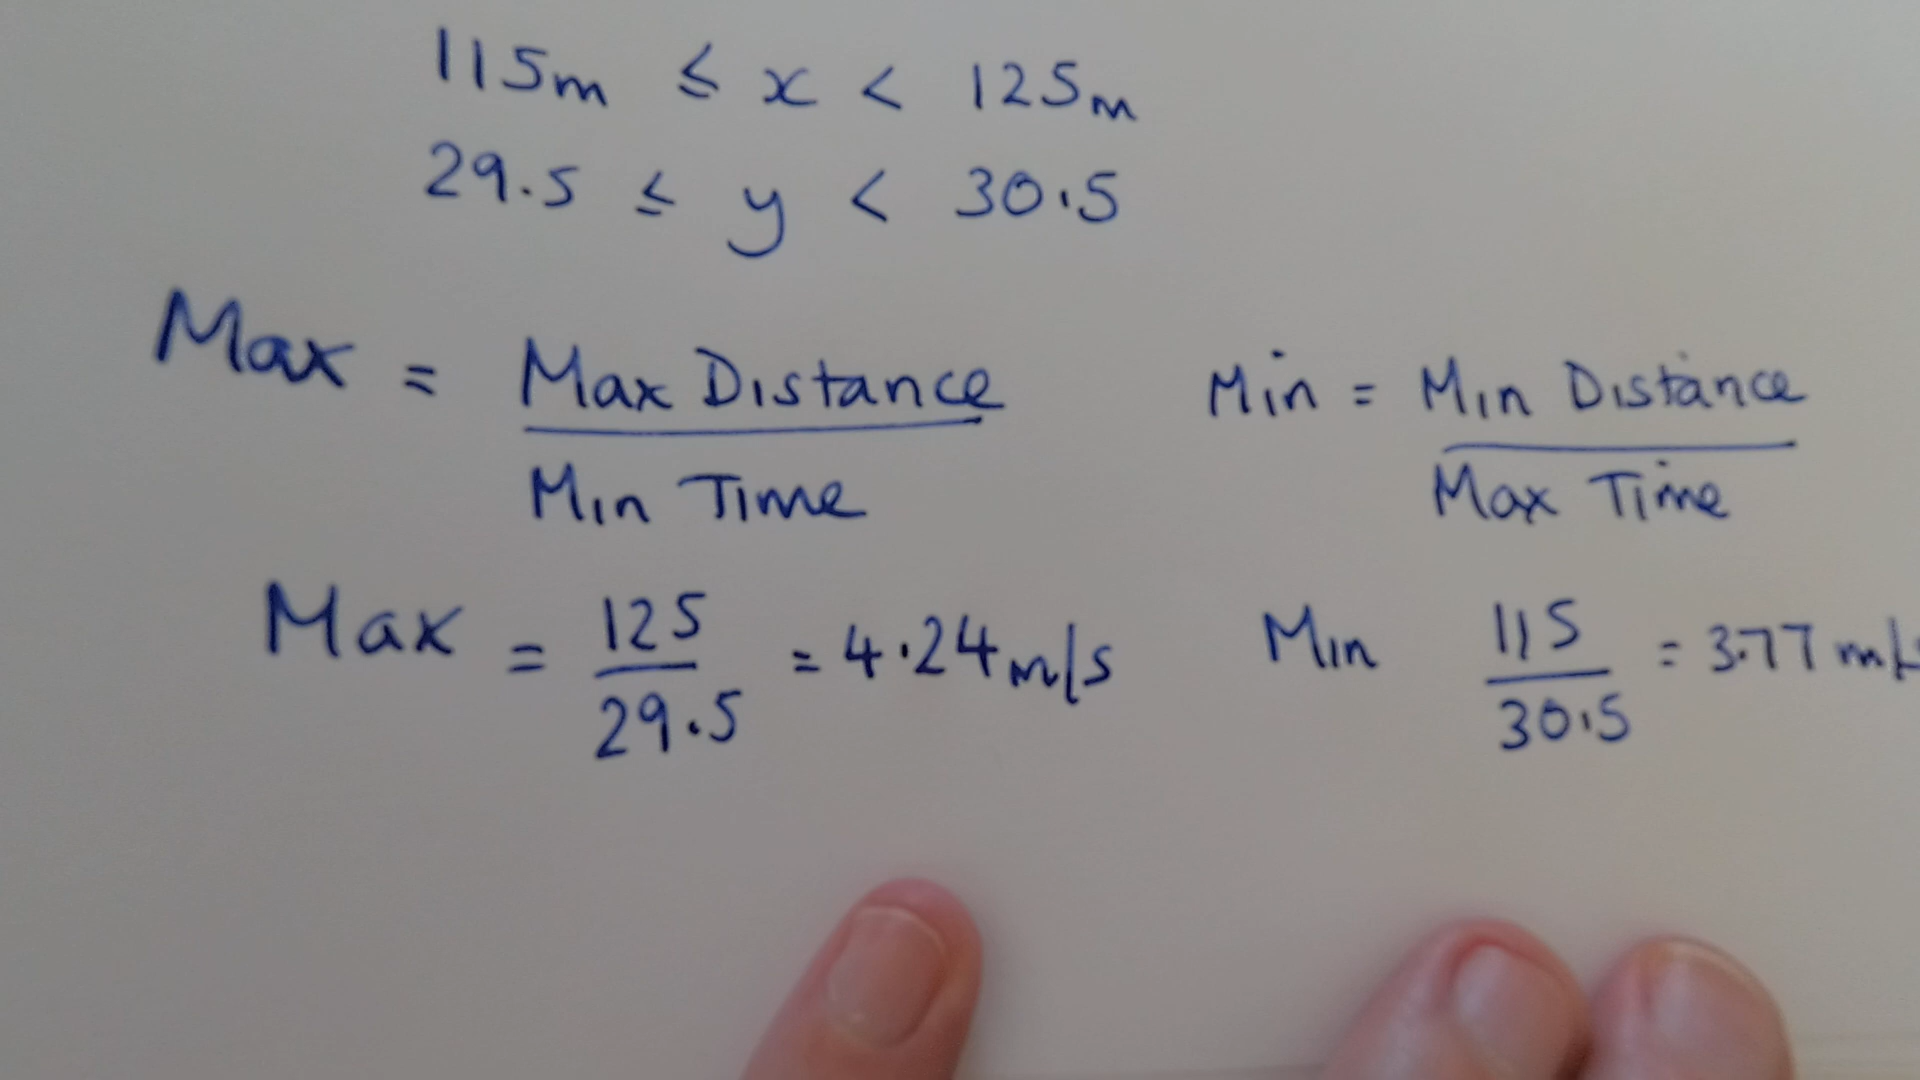 115m ≤ x < 125m
29.5 ≤ y < 30.5
Max = Max Distance
Min Time
Min = Min Distance
Max Time
Max = 125 = 4.24 m/s
29.5
Min 115 = 3.77 m/s
30.5